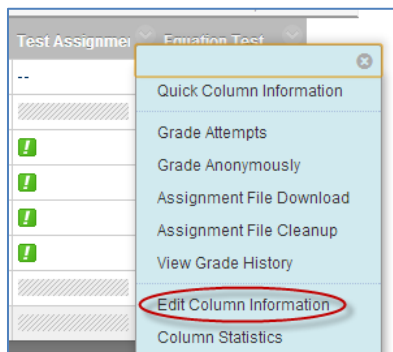 Test Assignmer Equation Test
--
Quick Column Information
Grade Attempts
Grade Anonymously
Assignment File Download
Assignment File Cleanup
View Grade History
Edit Column Information
Column Statistics